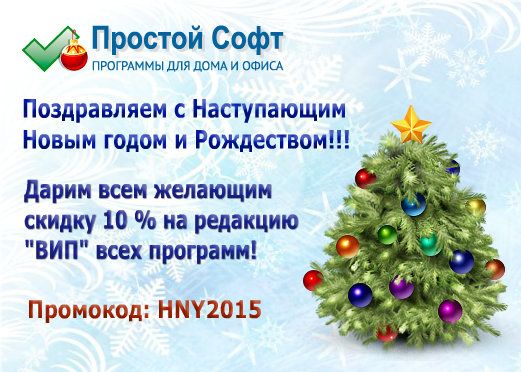 Простой Софт
ПРОГРАММЫ ДЛЯ ДОМА И ОФИСА
Поздравляем с Наступающим
Новым годом и Рождеством!!!
Дарим всем желающим
скидку 10 % на редакцию
"ВИП" всех программ!
Промокод: HNY2015